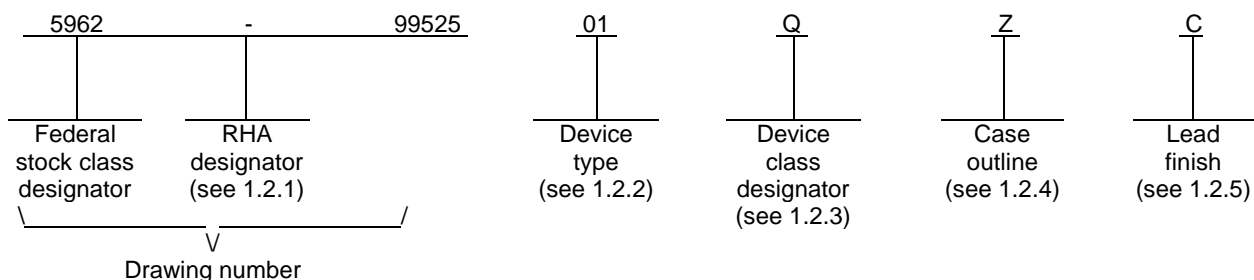 5962 - 99525 01 Q Z C
Federal stock class designator
RHA designator (see 1.2.1)
Device type (see 1.2.2)
Device class designator (see 1.2.3)
Case outline (see 1.2.4)
Lead finish (see 1.2.5)
\ / \/
Drawing number